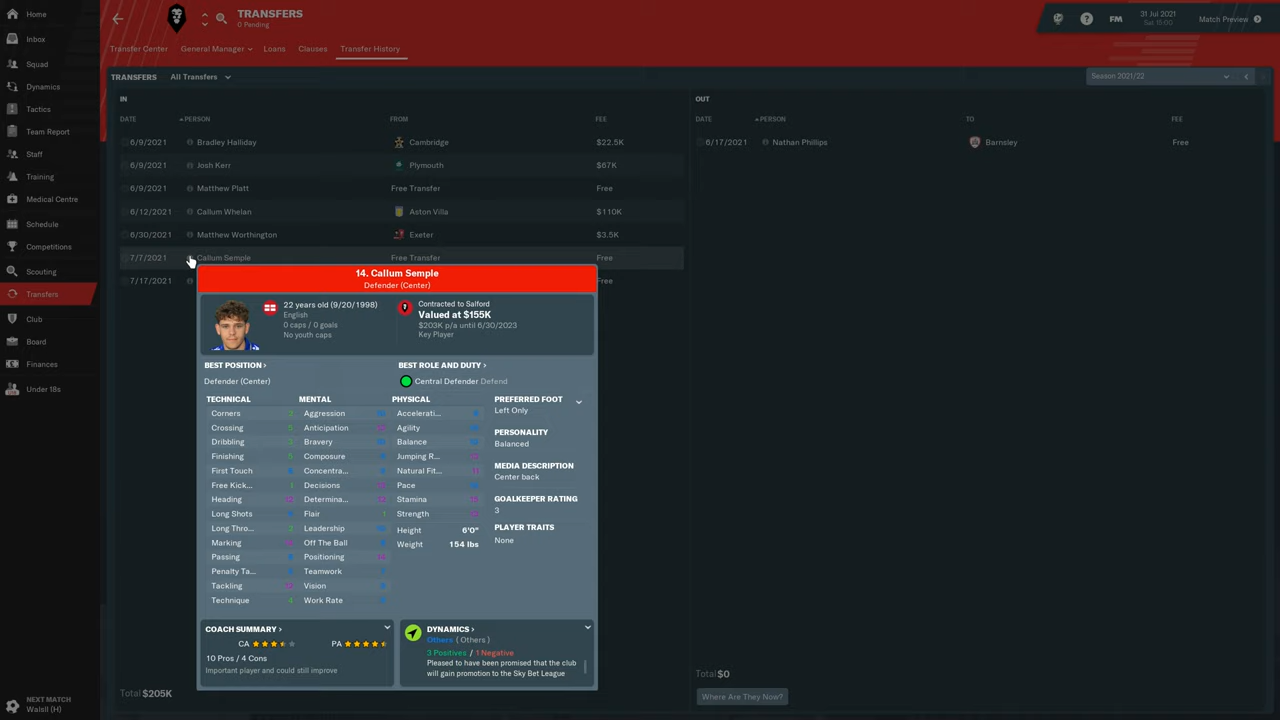 Home
Inbox
Squad
Dynamics
Tactics
Team Report
Staff
Training
Medical Centre
Schedule
Competitions
Scouting
Transfers
Club
Board
Finances
Under 18s
NEXT MATCH
Walsll (H)
TRANSFERS
0 Pending
31 Jul 2021
Sat 15:00
FM
Match Preview
Transfer Center General Manager Loans Clauses Transfer History
TRANSFERS All Transfers
Season 2021/22
IN
DATE PERSON FROM FEE
6/9/2021 Bradley Halliday Cambridge $22.5K
6/9/2021 Josh Kerr Plymouth $67K
6/9/2021 Matthew Platt Free Transfer Free
6/12/2021 Callum Whelan Aston Villa $110K
6/30/2021 Matthew Worthington Exeter $3.5K
7/7/2021 Callum Semple Free Transfer Free
7/17/2021
Total $205K
OUT
DATE PERSON TO FEE
6/17/2021 Nathan Phillips Barnsley Free
Total $0
Where Are They Now?
14. Callum Semple
Defender (Center)
22 years old (9/20/1998)
English
0 caps / 0 goals
No youth caps
Contracted to Salford
Valued at $155K
$203K p/a until 6/30/2023
Key Player
BEST POSITION
Defender (Center)
BEST ROLE AND DUTY
Central Defender Defend
TECHNICAL
Corners
Crossing
Dribbling
Finishing
First Touch
Free Kick...
Heading
Long Shots
Long Thro...
Marking
Passing
Penalty Ta...
Tackling
Technique
MENTAL
Aggression
Anticipation
Bravery
Composure
Concentra...
Decisions
Determina...
Flair
Leadership
Off The Ball
Positioning
Teamwork
Vision
Work Rate
PHYSICAL
Accelerati...
Agility
Balance
Jumping R...
Natural Fit...
Pace
Stamina
Strength
Height 6'0"
Weight 154 lbs
PREFERRED FOOT
Left Only
PERSONALITY
Balanced
MEDIA DESCRIPTION
Center back
GOALKEEPER RATING
3
PLAYER TRAITS
None
COACH SUMMARY
CA
PA
10 Pros / 4 Cons
Important player and could still improve
DYNAMICS
Others ( Others )
3 Positives / 1 Negative
Pleased to have been promised that the club
will gain promotion to the Sky Bet League